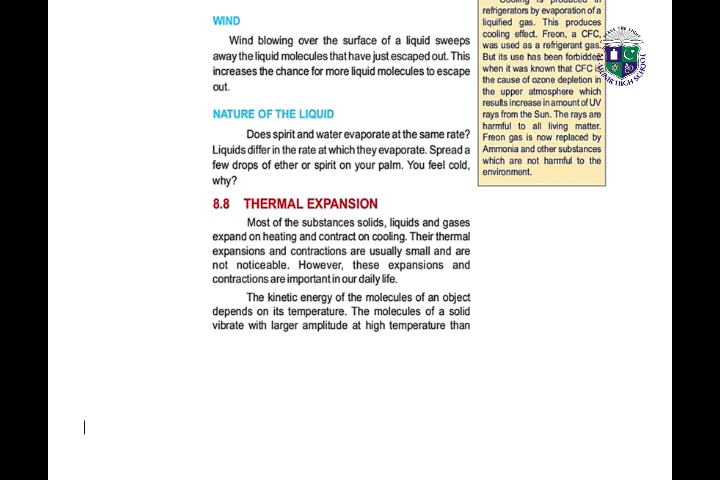 WIND
Wind blowing over the surface of a liquid sweeps
away the liquid molecules that have just escaped out. This
increases the chance for more liquid molecules to escape
out.
NATURE OF THE LIQUID
Does spirit and water evaporate at the same rate?
Liquids differ in the rate at which they evaporate. Spread a
few drops of ether or spirit on your palm. You feel cold,
why?
8.8 THERMAL EXPANSION
Most of the substances solids, liquids and gases
expand on heating and contract on cooling. Their thermal
expansions and contractions are usually small and are
not noticeable. However, these expansions and
contractions are important in our daily life.
The kinetic energy of the molecules of an object
depends on its temperature. The molecules of a solid
vibrate with larger amplitude at high temperature than
Cooling is produced in
refrigerators by evaporation of a
liquified gas. This produces
cooling effect. Freon, a CFC,
was used as a refrigerant gas.
But its use has been forbidden
when it was known that CFC is
the cause of ozone depletion in
the upper atmosphere which
results increase in amount of UV
rays from the Sun. The rays are
harmful to all living matter.
Freon gas is now replaced by
Ammonia and other substances
which are not harmful to the
environment.
HIGH SCHOOL